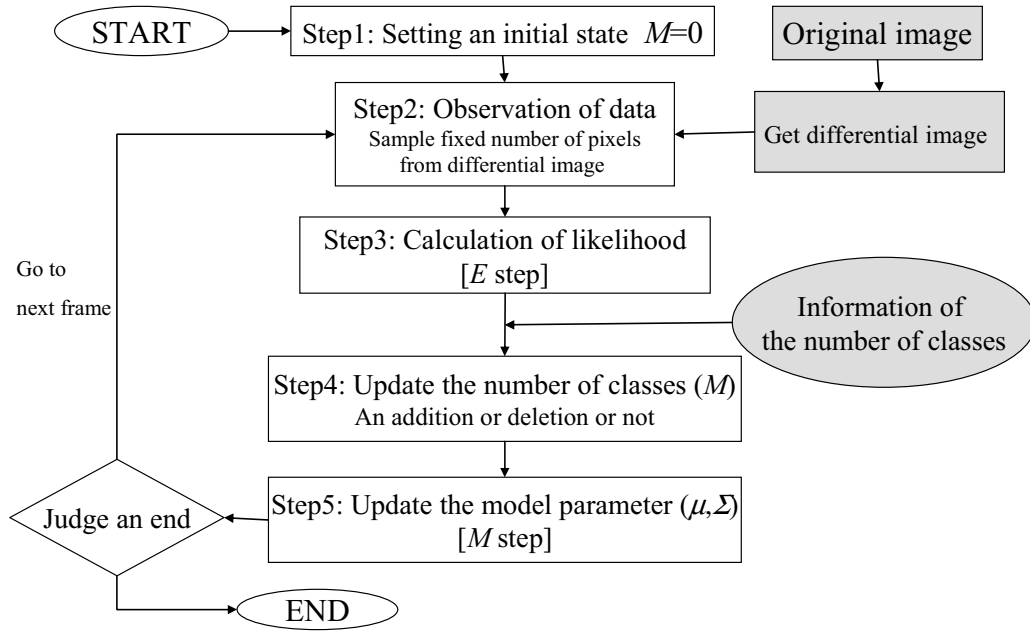 START
Step1: Setting an initial state M=0
Original image
Step2: Observation of data
Sample fixed number of pixels
from differential image
Get differential image
Step3: Calculation of likelihood
[E step]
Go to
next frame
Information of
the number of classes
Step4: Update the number of classes (M)
An addition or deletion or not
Step5: Update the model parameter (μ,Σ)
[M step]
Judge an end
END